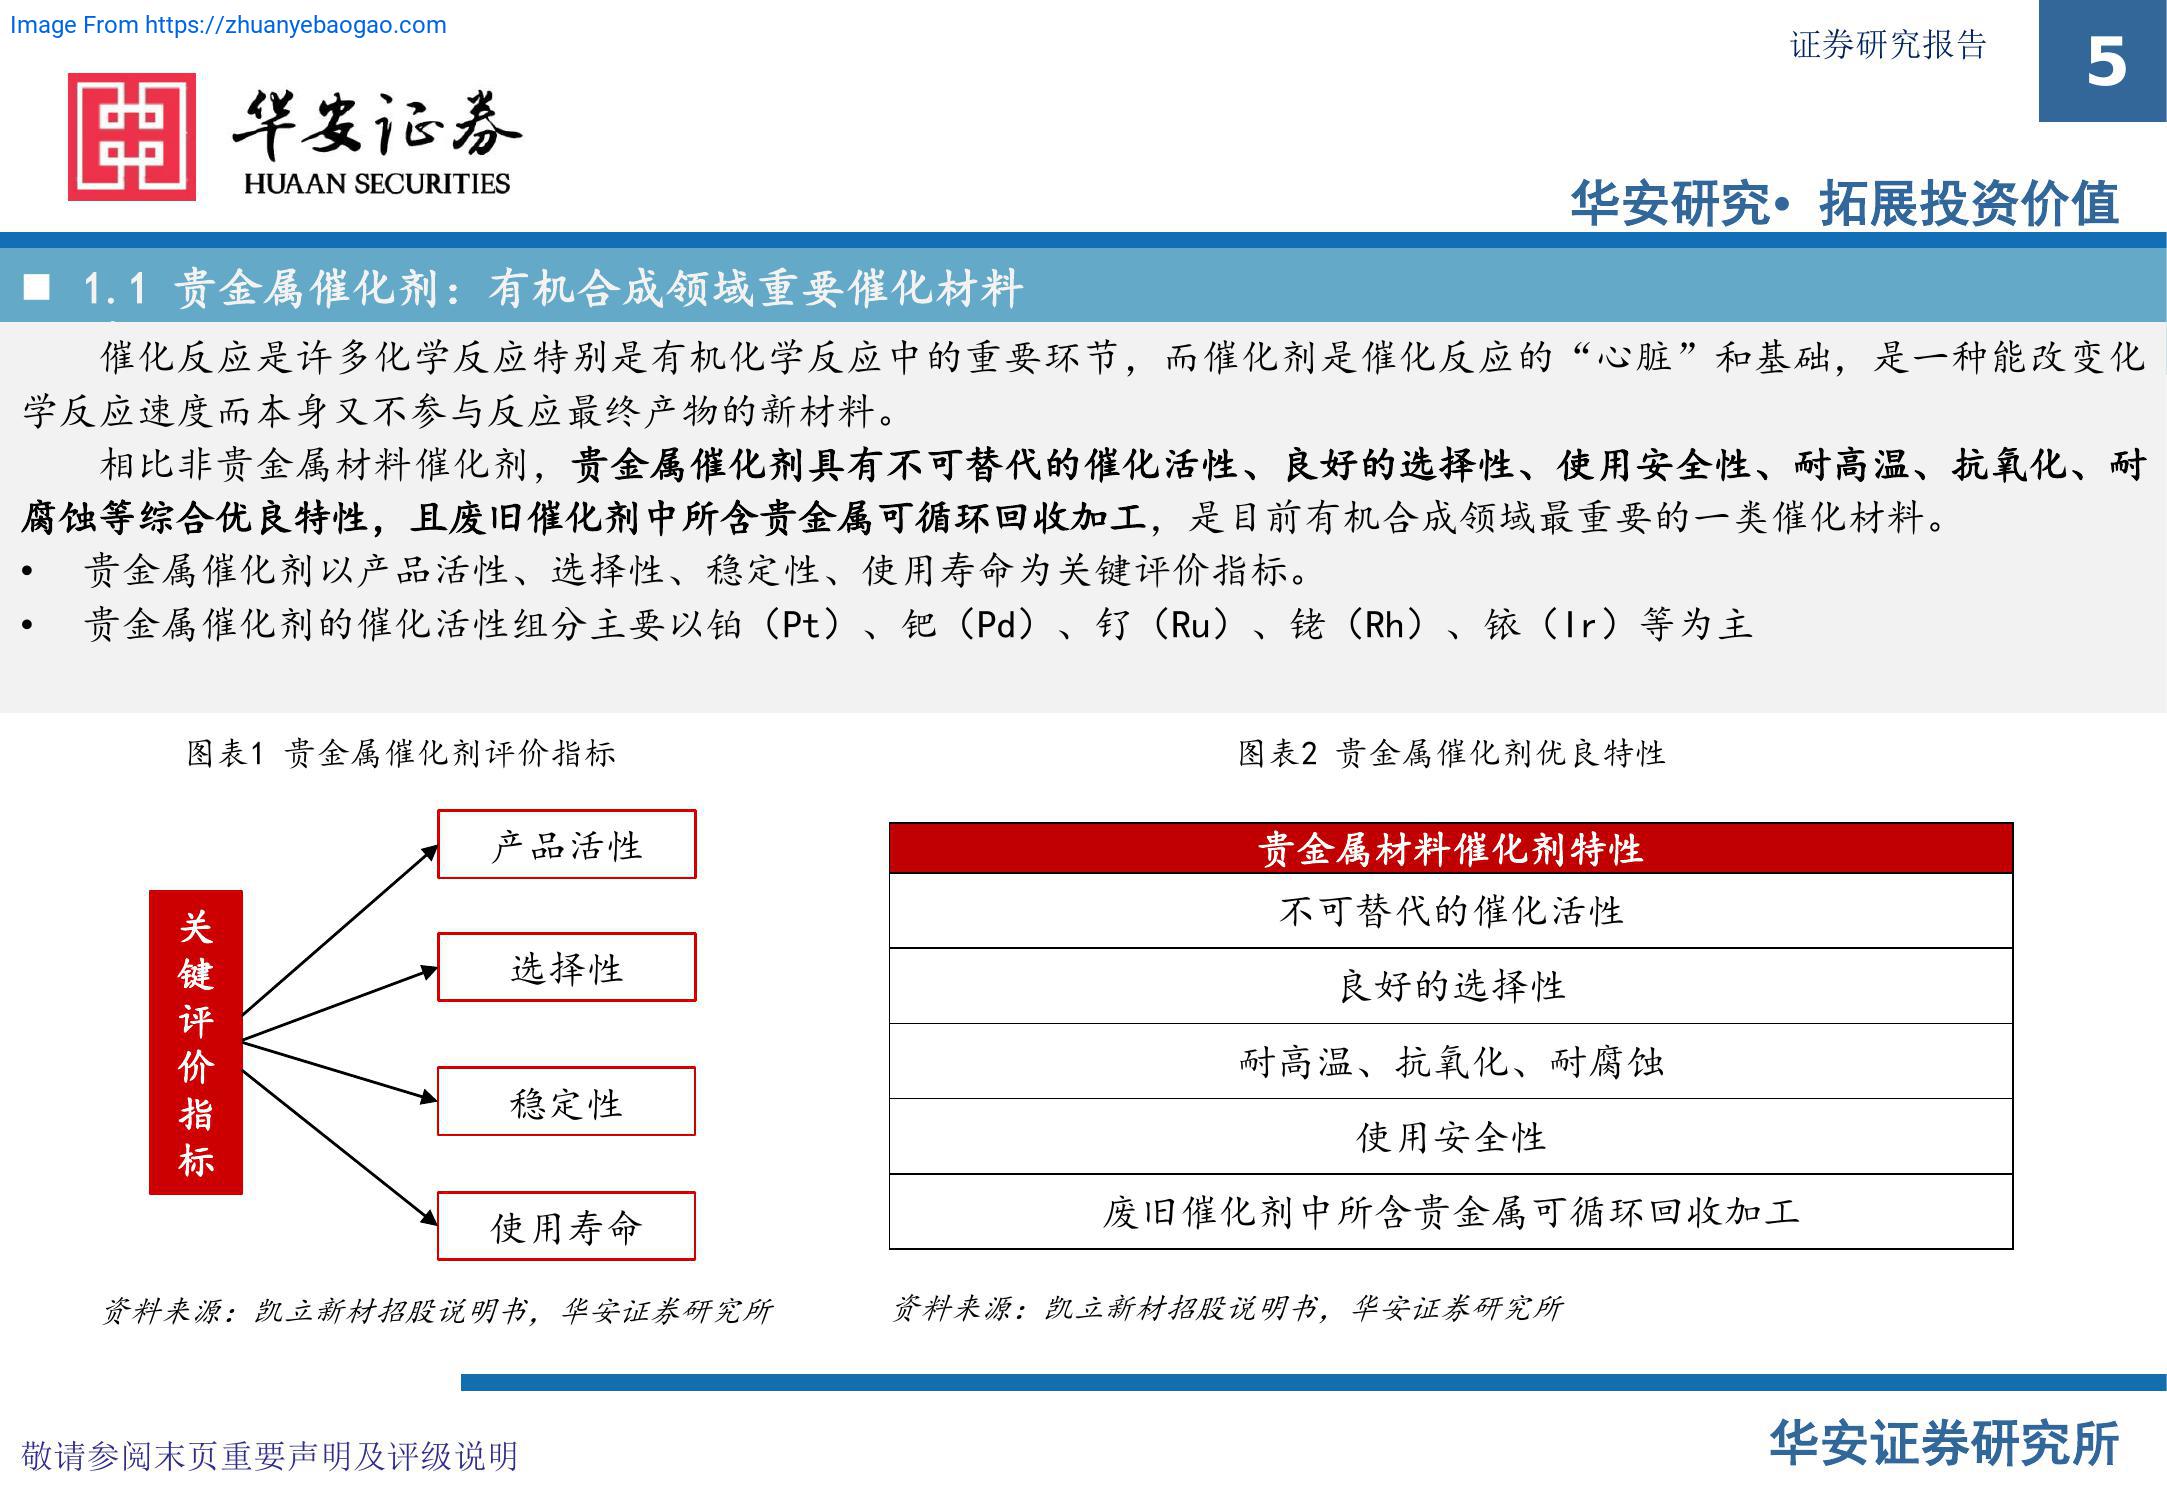 Image From https://zhuanyebaogao.com
证券研究报告
5
华安证券
HUAAN SECURITIES
华安研究• 拓展投资价值
■ 1.1 贵金属催化剂：有机合成领域重要催化材料
催化反应是许多化学反应特别是有机化学反应中的重要环节，而催化剂是催化反应的“心脏”和基础，是一种能改变化
学反应速度而本身又不参与反应最终产物的新材料。
相比非贵金属材料催化剂，贵金属催化剂具有不可替代的催化活性、良好的选择性、使用安全性、耐高温、抗氧化、耐
腐蚀等综合优良特性，且废旧催化剂中所含贵金属可循环回收加工，是目前有机合成领域最重要的一类催化材料。
• 贵金属催化剂以产品活性、选择性、稳定性、使用寿命为关键评价指标。
• 贵金属催化剂的催化活性组分主要以铂（Pt）、钯（Pd）、钌（Ru）、铑（Rh）、铱（Ir）等为主
图表1 贵金属催化剂评价指标
关键评价指标
产品活性
选择性
稳定性
使用寿命
资料来源：凯立新材招股说明书，华安证券研究所
图表2 贵金属催化剂优良特性
贵金属材料催化剂特性
不可替代的催化活性
良好的选择性
耐高温、抗氧化、耐腐蚀
使用安全性
废旧催化剂中所含贵金属可循环回收加工
资料来源：凯立新材招股说明书，华安证券研究所
敬请参阅末页重要声明及评级说明
华安证券研究所